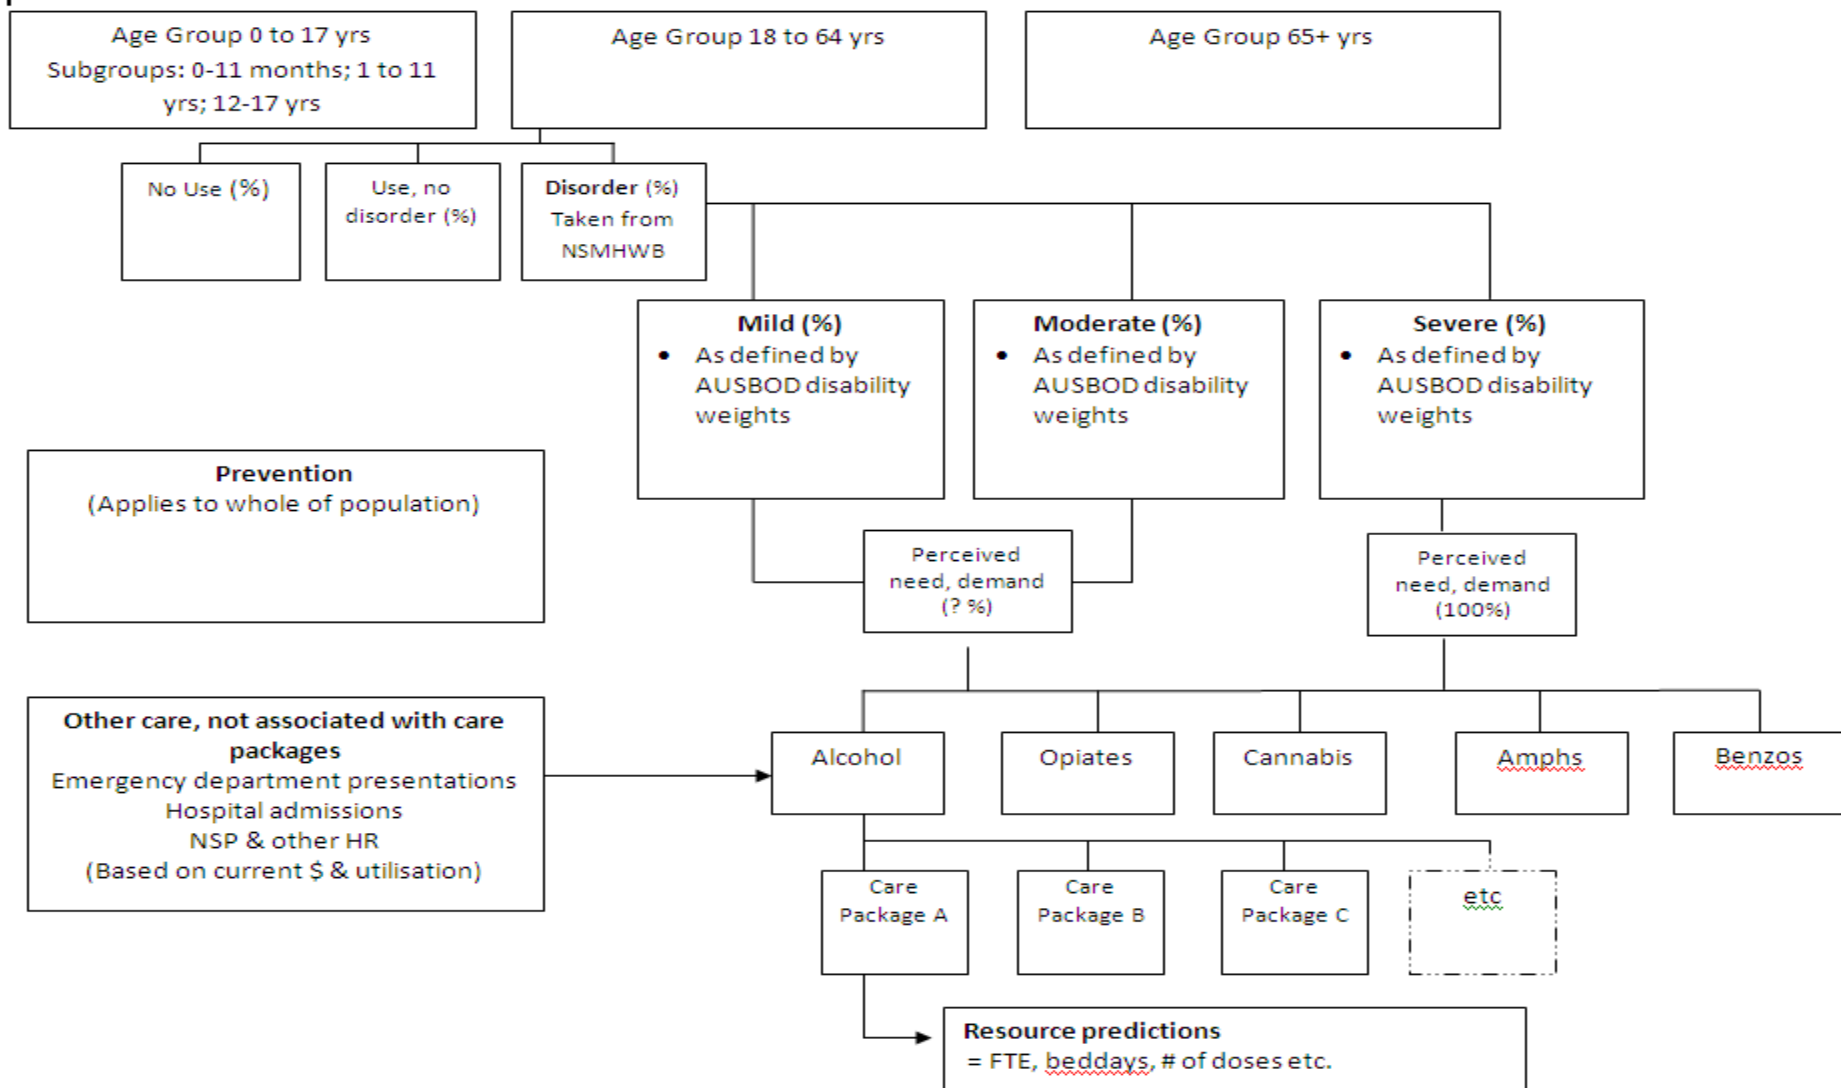 Age Group 0 to 17 yrs
Subgroups: 0-11 months; 1 to 11
yrs; 12-17 yrs
Age Group 18 to 64 yrs
Age Group 65+ yrs
No Use (%)
Use, no
disorder (%)
Disorder (%)
Taken from
NSMHWB
Mild (%)
• As defined by
AUSBOD disability
weights
Moderate (%)
• As defined by
AUSBOD disability
weights
Severe (%)
• As defined by
AUSBOD disability
weights
Prevention
(Applies to whole of population)
Perceived
need, demand
(? %)
Perceived
need, demand
(100%)
Other care, not associated with care
packages
Emergency department presentations
Hospital admissions
NSP & other HR
(Based on current $ & utilisation)
Alcohol
Opiates
Cannabis
Amphs
Benzos
Care
Package A
Care
Package B
Care
Package C
etc
Resource predictions
= FTE, beddays, # of doses etc.